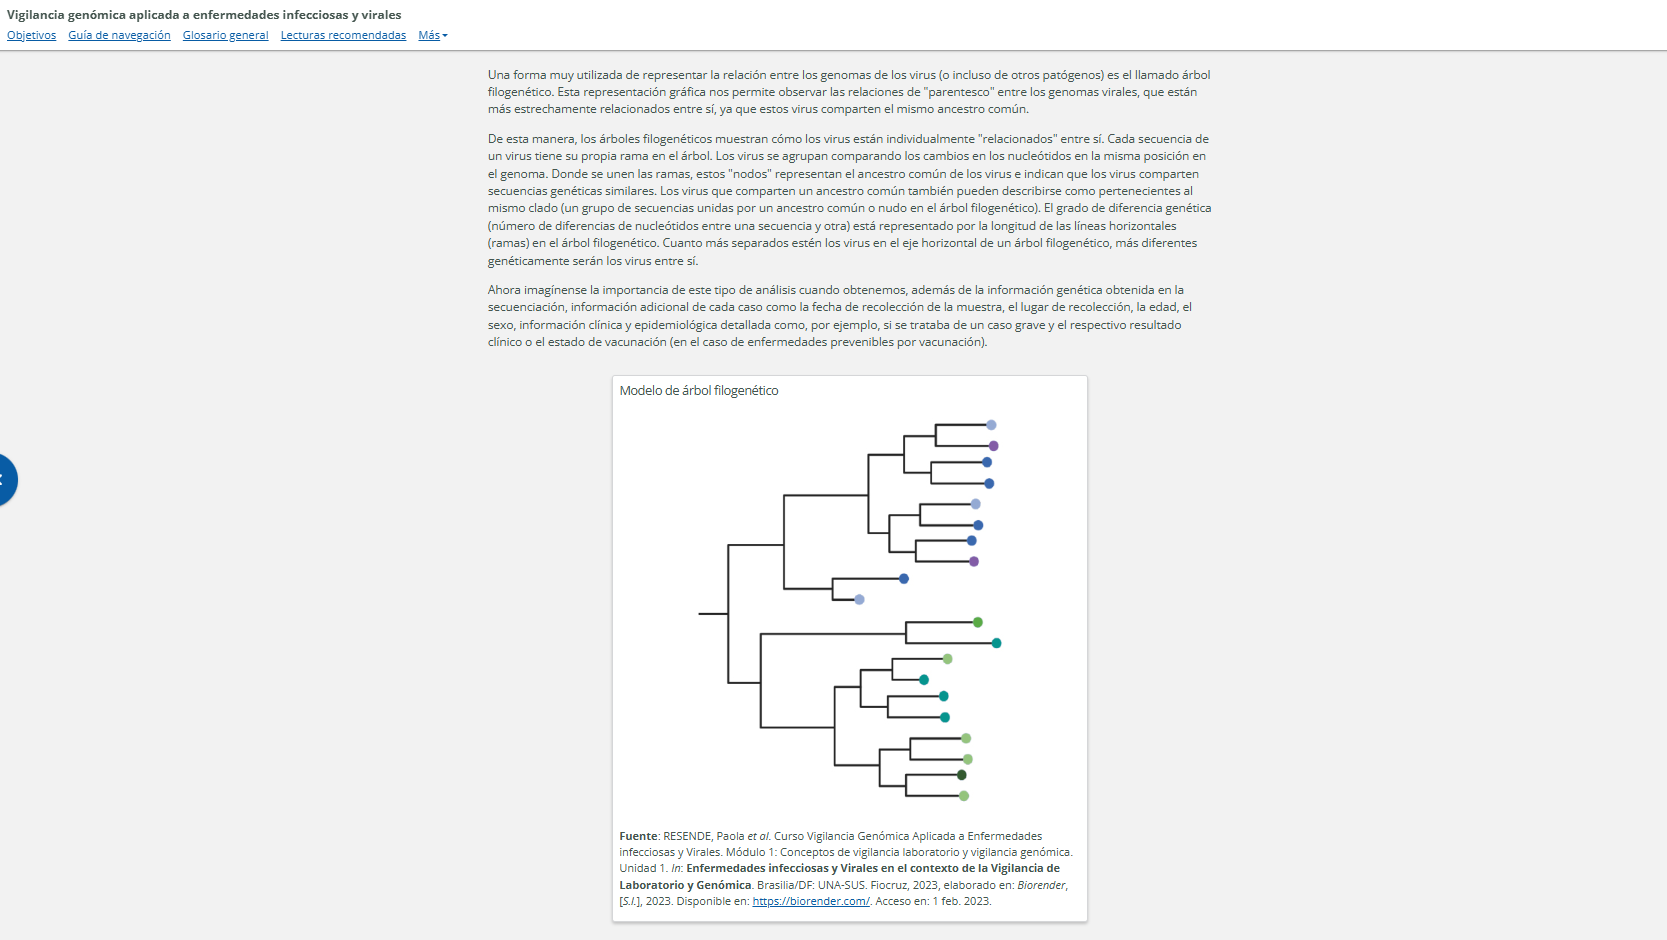 Vigilancia genómica aplicada a enfermedades infecciosas y virales
Objetivos Guía de navegación Glosario general Lecturas recomendadas Más
Una forma muy utilizada de representar la relación entre los genomas de los virus (o incluso de otros patógenos) es el llamado árbol
filogenético. Esta representación gráfica nos permite observar las relaciones de "parentesco" entre los genomas virales, que están
más estrechamente relacionados entre sí, ya que estos virus comparten el mismo ancestro común.
De esta manera, los árboles filogenéticos muestran cómo los virus están individualmente "relacionados" entre sí. Cada secuencia de
un virus tiene su propia rama en el árbol. Los virus se agrupan comparando los cambios en los nucleótidos en la misma posición en
el genoma. Donde se unen las ramas, estos "nodos" representan el ancestro común de los virus e indican que los virus comparten
secuencias genéticas similares. Los virus que comparten un ancestro común también pueden describirse como pertenecientes al
mismo clado (un grupo de secuencias unidas por un ancestro común o nudo en el árbol filogenético). El grado de diferencia genética
(número de diferencias de nucleótidos entre una secuencia y otra) está representado por la longitud de las líneas horizontales
(ramas) en el árbol filogenético. Cuanto más separados estén los virus en el eje horizontal de un árbol filogenético, más diferentes
genéticamente serán los virus entre sí.
Ahora imagínense la importancia de este tipo de análisis cuando obtenemos, además de la información genética obtenida en la
secuenciación, información adicional de cada caso como la fecha de recolección de la muestra, el lugar de recolección, la edad, el
sexo, información clínica y epidemiológica detallada como, por ejemplo, si se trataba de un caso grave y el respectivo resultado
clínico o el estado de vacunación (en el caso de enfermedades prevenibles por vacunación).
Modelo de árbol filogenético
Fuente: RESENDE, Paola et al. Curso Vigilancia Genómica Aplicada a Enfermedades
infecciosas y Virales. Módulo 1: Conceptos de vigilancia laboratorio y vigilancia genómica.
Unidad 1. In: Enfermedades infecciosas y Virales en el contexto de la Vigilancia de
Laboratorio y Genómica. Brasilia/DF: UNA-SUS. Fiocruz, 2023, elaborado en: Biorender,
[S.l.], 2023. Disponible en: https://biorender.com/. Acceso en: 1 feb. 2023.